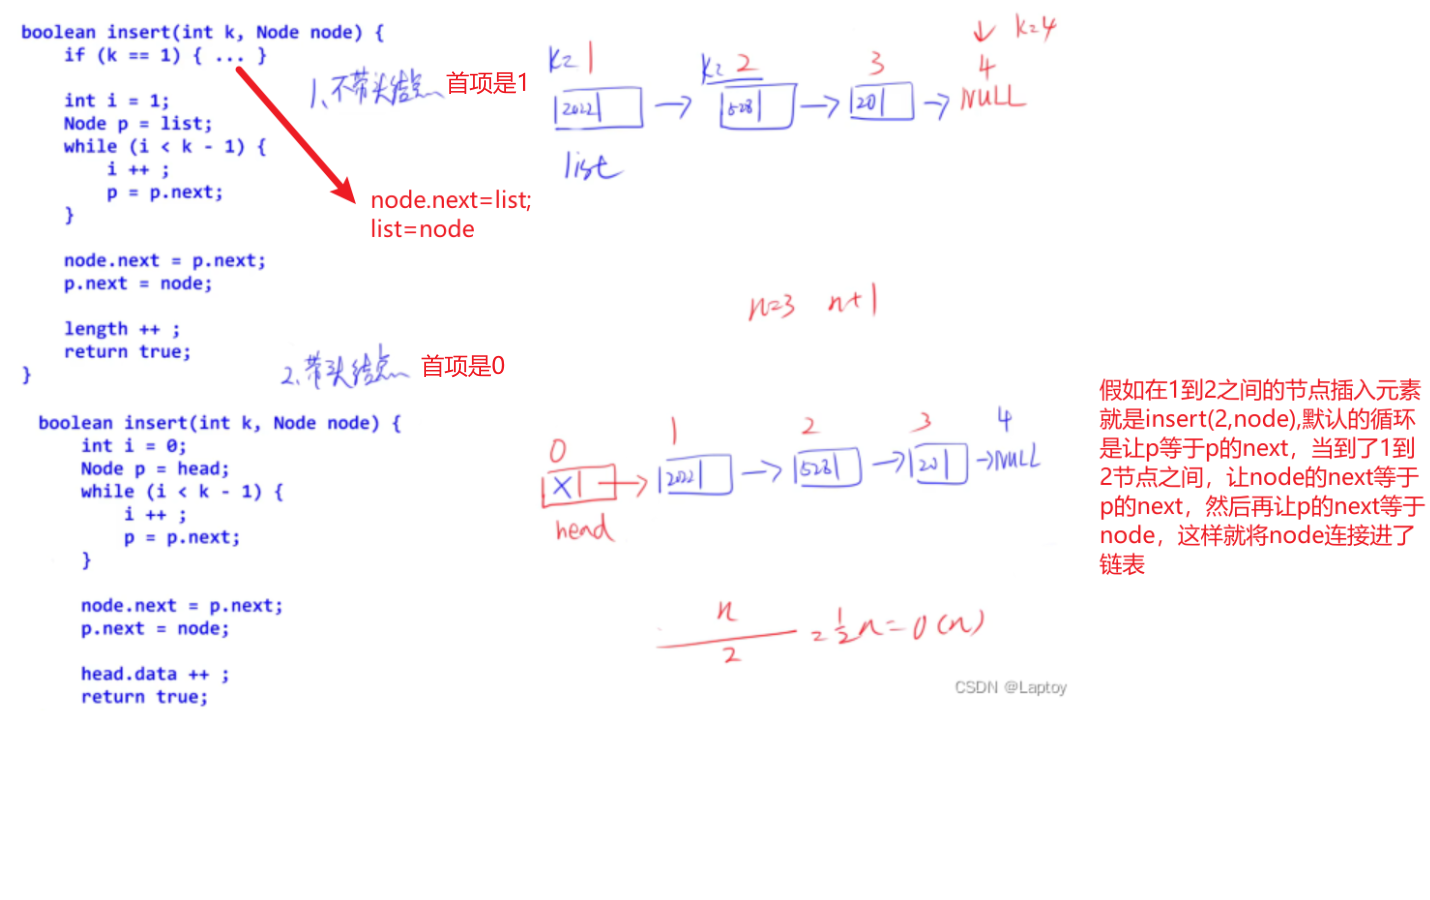 boolean insert(int k, Node node) {
if (k == 1) { ... }
int i = 1;
Node p = list;
while (i < k - 1) {
i ++ ;
p = p.next;
}
node.next = p.next;
p.next = node;
length ++ ;
return true;
}
1、不带头结点 首项是1
node.next=list;
list=node
k=1
k=2
3
4
↓ k=4
2022 → 528 → 20 → NULL
list
n=3 n+1
2、带头结点 首项是0
boolean insert(int k, Node node) {
int i = 0;
Node p = head;
while (i < k - 1) {
i ++ ;
p = p.next;
}
node.next = p.next;
p.next = node;
head.data ++ ;
return true;
0 1 2 3 4
X → 2022 → 528 → 20 → NULL
head
n/2 = 1/2 n = O(n)
假如在1到2之间的节点插入元素
就是insert(2,node),默认的循环
是让p等于p的next，当到了1到
2节点之间，让node的next等于
p的next，然后再让p的next等于
node，这样就将node连接进了
链表
CSDN @Laptoy